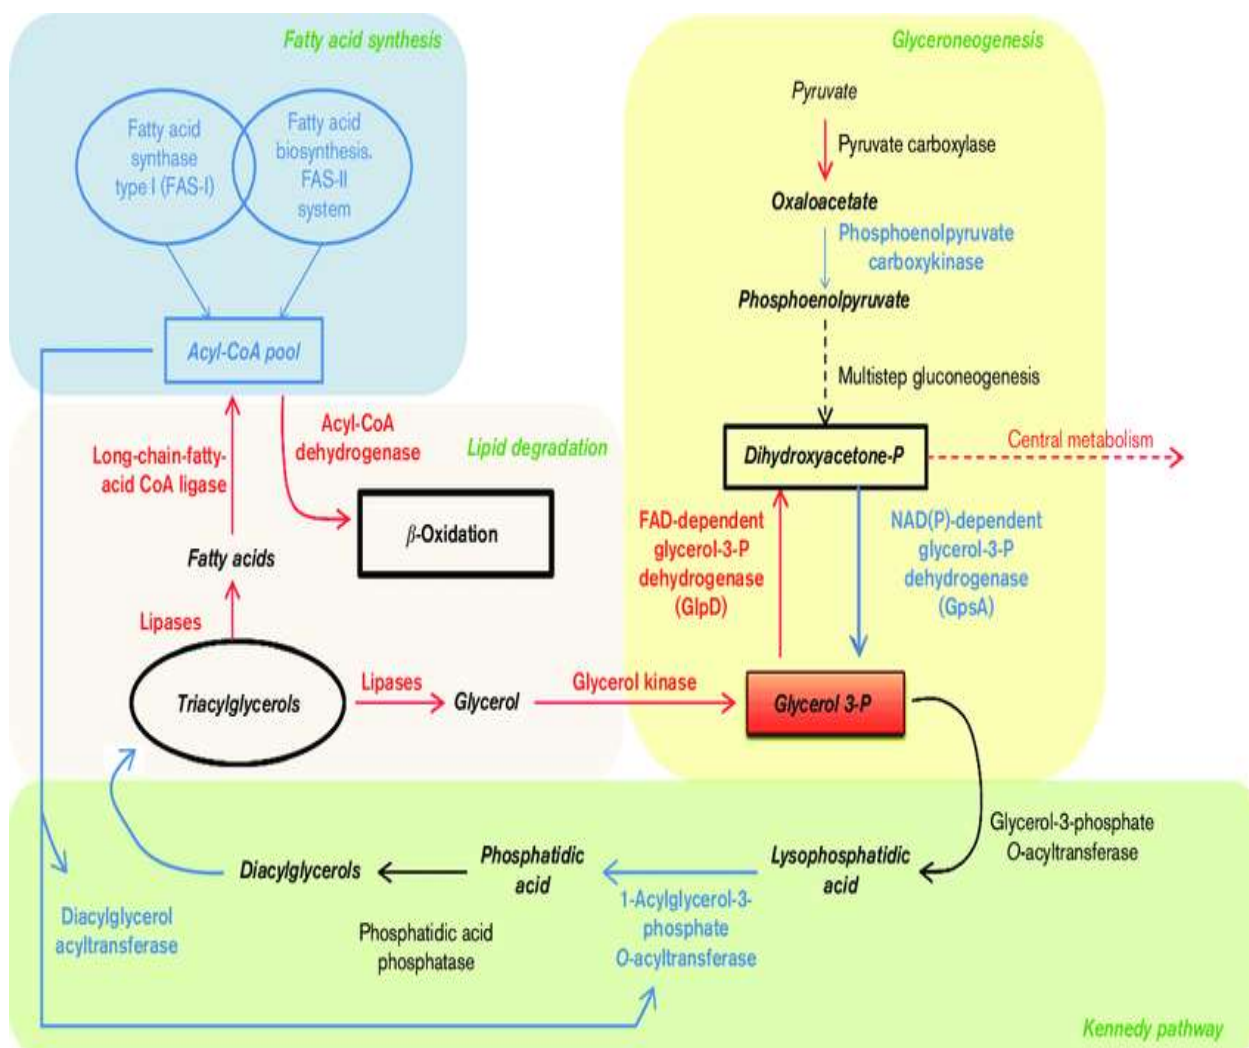 Fatty acid synthesis
Fatty acid
synthase
type I (FAS-I)
Fatty acid
biosynthesis.
FAS-II
system
Acyl-CoA pool
Glyceroneogenesis
Pyruvate
Pyruvate carboxylase
Oxaloacetate
Phosphoenolpyruvate
carboxykinase
Phosphoenolpyruvate
Multistep gluconeogenesis
Dihydroxyacetone-P
Central metabolism
FAD-dependent
glycerol-3-P
dehydrogenase
(GlpD)
NAD(P)-dependent
glycerol-3-P
dehydrogenase
(GpsA)
Glycerol 3-P
Lipid degradation
Long-chain-fatty-
acid CoA ligase
Acyl-CoA
dehydrogenase
β-Oxidation
Fatty acids
Lipases
Triacylglycerols
Lipases
Glycerol
Glycerol kinase
Glycerol-3-phosphate
O-acyltransferase
Lysophosphatidic
acid
1-Acylglycerol-3-
phosphate
O-acyltransferase
Phosphatidic
acid
Phosphatidic acid
phosphatase
Diacylglycerols
Diacylglycerol
acyltransferase
Kennedy pathway